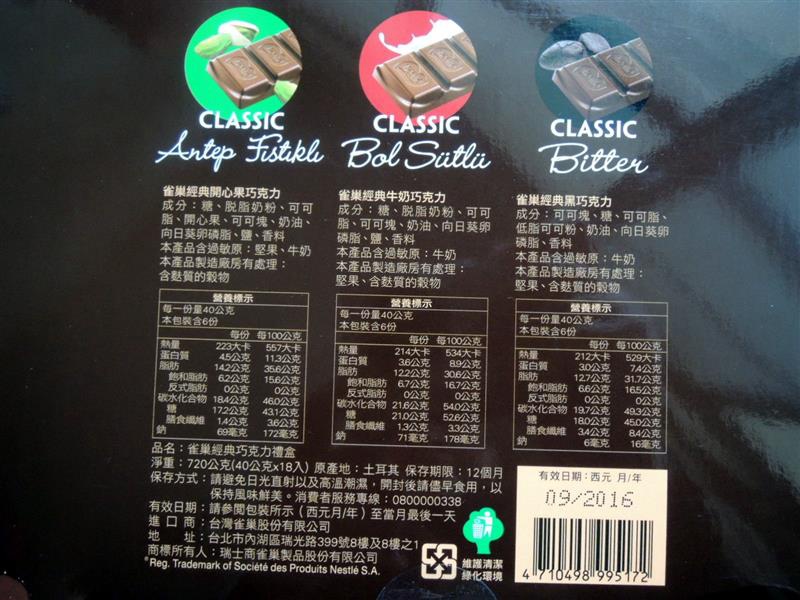 CLASSIC
Antep Fıstıklı
CLASSIC
Bol Sütlü
CLASSIC
Bitter
雀巢經典開心果巧克力
成分：糖、脱脂奶粉、可可
脂、開心果、可可塊、奶油、
向日葵卵磷脂、鹽、香料
本產品含過敏原：堅果、牛奶
本產品製造廠房有處理：
含麩質的穀物
雀巢經典牛奶巧克力
成分：糖、脱脂奶粉、可可
脂、可可塊、奶油、向日葵卵
磷脂、鹽、香料
本產品含過敏原：牛奶
本產品製造廠房有處理：
堅果、含麩質的穀物
雀巢經典黑巧克力
成分：可可塊、糖、可可脂、
低脂可可粉、奶油、向日葵卵
磷脂、香料
本產品含過敏原：牛奶
本產品製造廠房有處理：
堅果、含麩質的穀物
營養標示
每一份量40公克
本包裝含6份
每份 每100公克
熱量 223大卡 557大卡
蛋白質 4.5公克 11.3公克
脂肪 14.2公克 35.6公克
飽和脂肪 6.2公克 15.6公克
反式脂肪 0公克 0公克
碳水化合物 18.4公克 46.0公克
糖 17.2公克 43.1公克
膳食纖維 1.4公克 3.6公克
鈉 69毫克 172毫克
營養標示
每一份量40公克
本包裝含6份
每份 每100公克
熱量 214大卡 534大卡
蛋白質 3.6公克 8.9公克
脂肪 12.2公克 30.6公克
飽和脂肪 6.7公克 16.7公克
反式脂肪 0公克 0公克
碳水化合物 21.6公克 54.0公克
糖 21.0公克 52.6公克
膳食纖維 1.3公克 3.3公克
鈉 71毫克 178毫克
營養標示
每一份量40公克
本包裝含6份
每份 每100公克
熱量 212大卡 529大卡
蛋白質 3.0公克 7.4公克
脂肪 12.7公克 31.7公克
飽和脂肪 6.6公克 16.5公克
反式脂肪 0公克 0公克
碳水化合物 19.7公克 49.3公克
糖 18.0公克 45.0公克
膳食纖維 3.4公克 8.4公克
鈉 6毫克 16毫克
品名：雀巢經典巧克力禮盒
淨重：720公克(40公克x18入) 原產地：土耳其 保存期限：12個月
保存方式：請避免日光直射以及高溫潮濕，開封後請儘早食用，以
保持風味鮮美。消費者服務專線：0800000338
有效日期：請參閲包裝所示（西元月/年）至當月最後一天
進口商：台灣雀巢股份有限公司
地址：台北市內湖區瑞光路399號8樓及8樓之1
商標所有人：瑞士商雀巢製品股份有限公司
® Reg. Trademark of Société des Produits Nestlé S.A.
維護清潔
綠化環境
有效日期：西元 月/年
09/2016
4 710498 995172